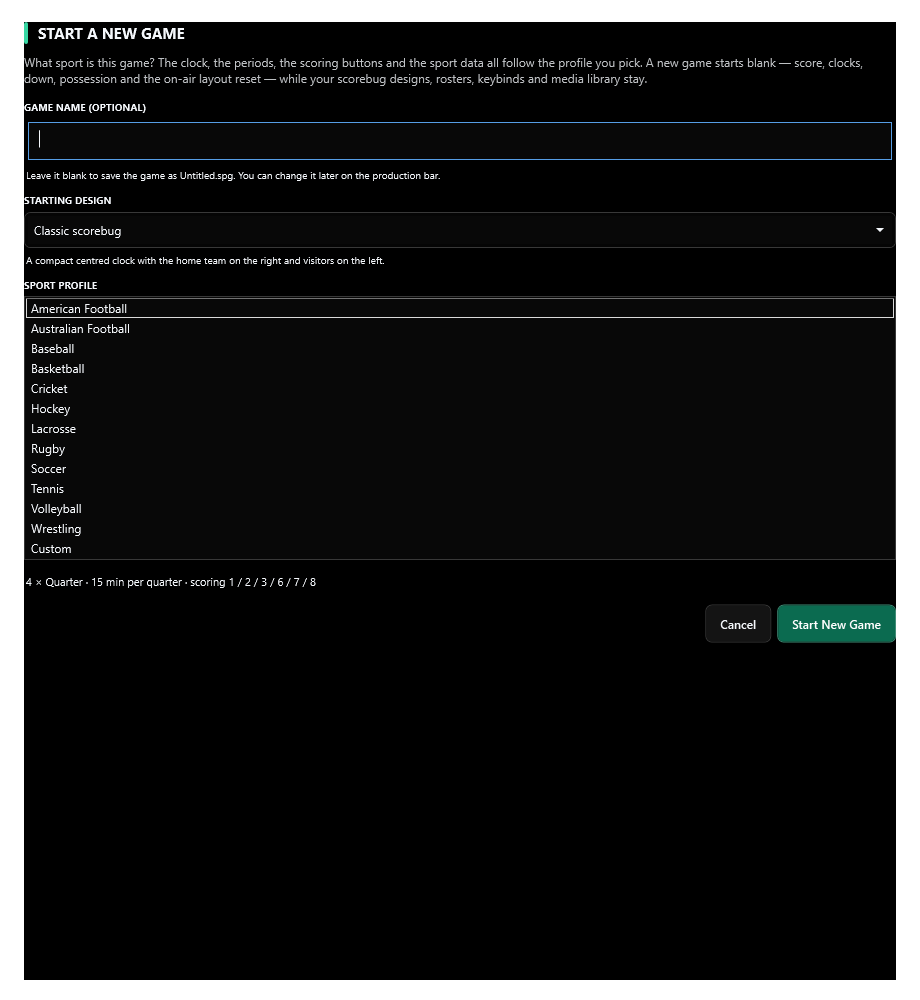 START A NEW GAME
What sport is this game? The clock, the periods, the scoring buttons and the sport data all follow the profile you pick. A new game starts blank — score, clocks,
down, possession and the on-air layout reset — while your scorebug designs, rosters, keybinds and media library stay.
GAME NAME (OPTIONAL)
Leave it blank to save the game as Untitled.spg. You can change it later on the production bar.
STARTING DESIGN
Classic scorebug
A compact centred clock with the home team on the right and visitors on the left.
SPORT PROFILE
American Football
Australian Football
Baseball
Basketball
Cricket
Hockey
Lacrosse
Rugby
Soccer
Tennis
Volleyball
Wrestling
Custom
4 × Quarter · 15 min per quarter · scoring 1 / 2 / 3 / 6 / 7 / 8
Cancel
Start New Game